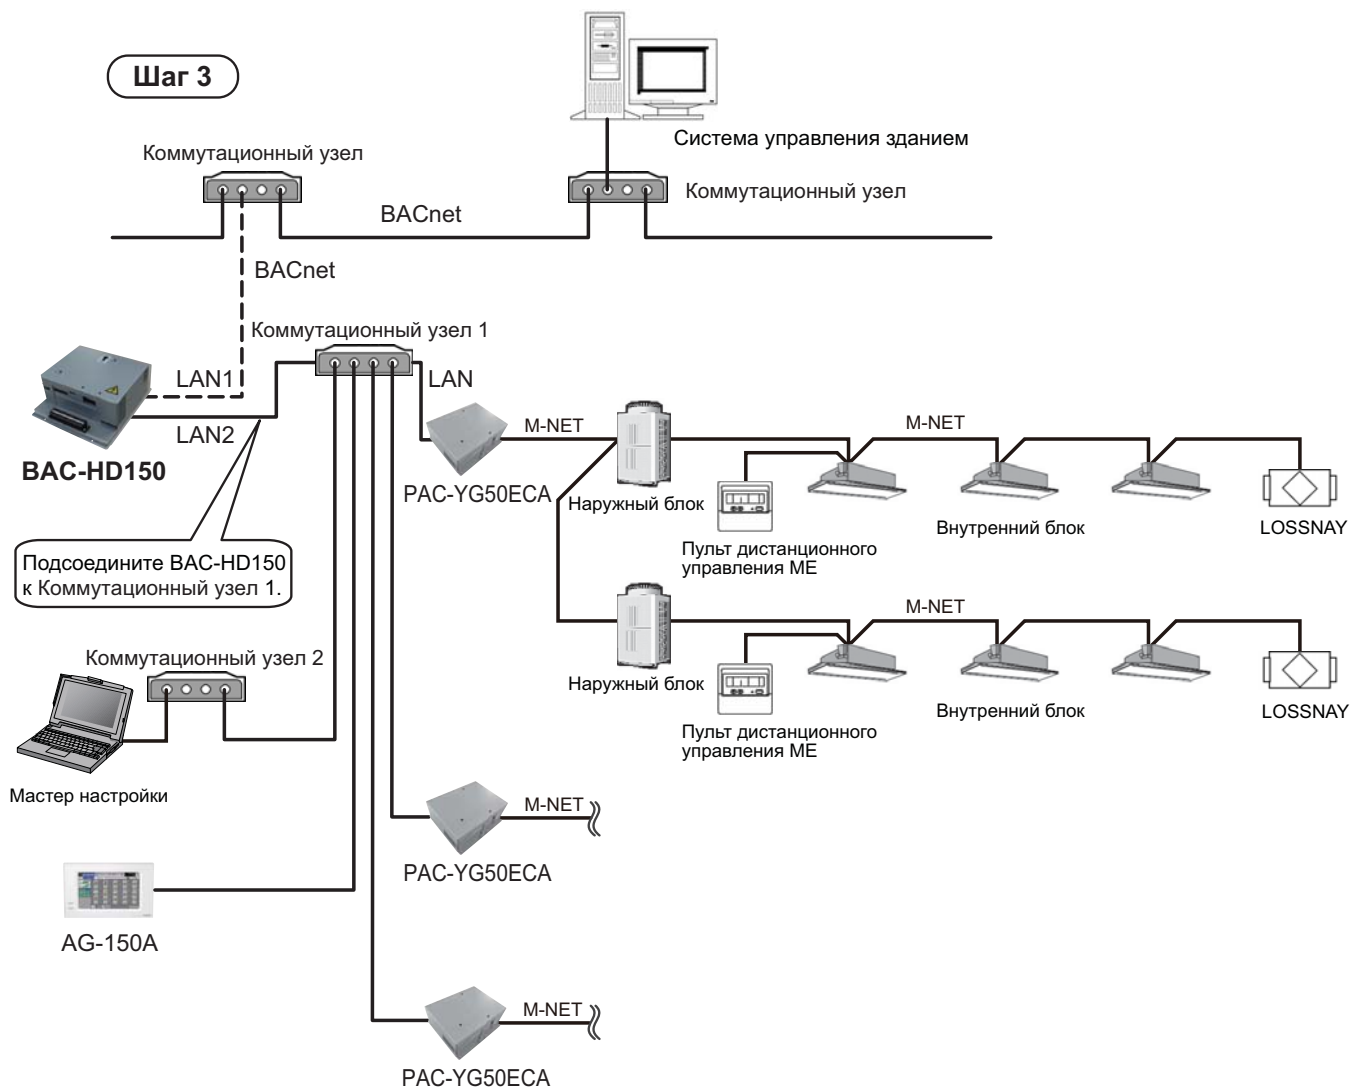 Шаг 3
Система управления зданием
Коммутационный узел
Коммутационный узел
BACnet
BACnet
Коммутационный узел 1
LAN1
LAN
LAN2
BAC-HD150
M-NET
M-NET
PAC-YG50ECA
Наружный блок
Внутренний блок
LOSSNAY
Пульт дистанционного
управления ME
Подсоедините BAC-HD150
к Коммутационный узел 1.
M-NET
Коммутационный узел 2
Наружный блок
Внутренний блок
LOSSNAY
Пульт дистанционного
управления ME
Мастер настройки
M-NET
PAC-YG50ECA
AG-150A
M-NET
PAC-YG50ECA